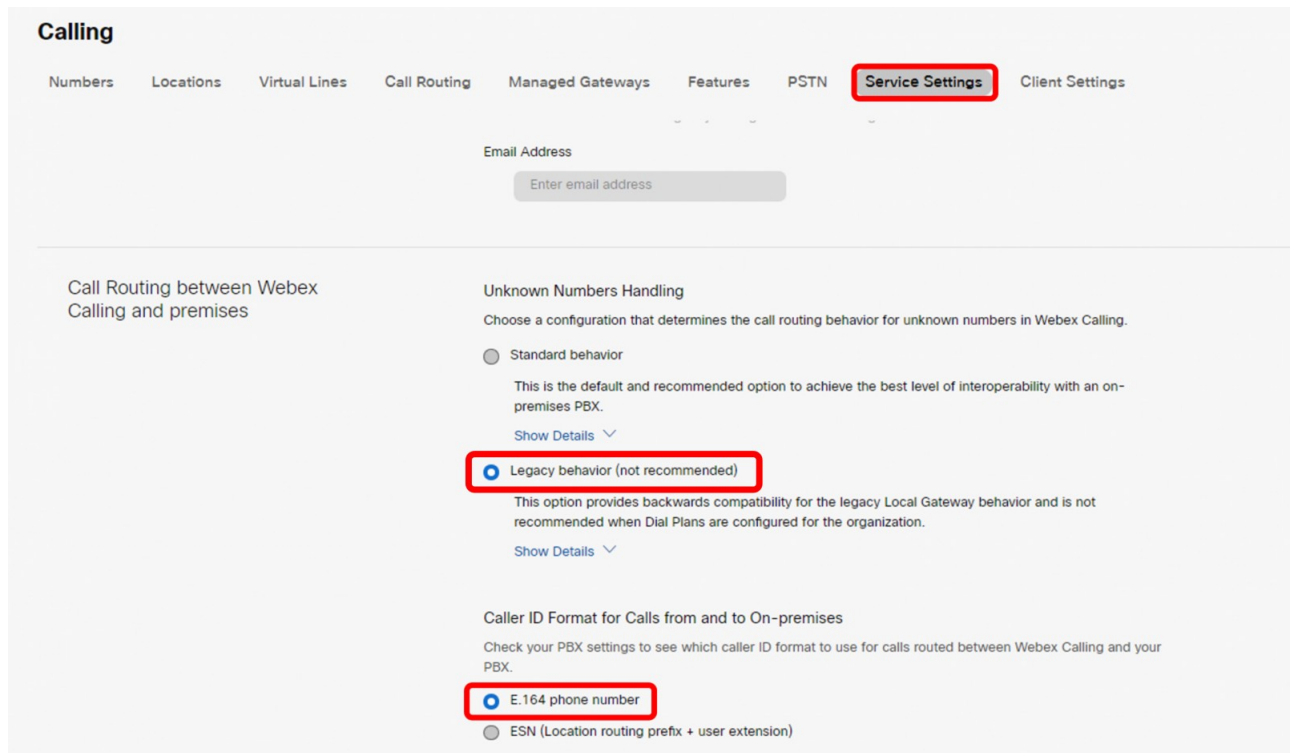 Calling
Numbers Locations Virtual Lines Call Routing Managed Gateways Features PSTN Service Settings Client Settings
Email Address
Enter email address
Call Routing between Webex
Calling and premises
Unknown Numbers Handling
Choose a configuration that determines the call routing behavior for unknown numbers in Webex Calling.
Standard behavior
This is the default and recommended option to achieve the best level of interoperability with an on-
premises PBX.
Show Details
Legacy behavior (not recommended)
This option provides backwards compatibility for the legacy Local Gateway behavior and is not
recommended when Dial Plans are configured for the organization.
Show Details
Caller ID Format for Calls from and to On-premises
Check your PBX settings to see which caller ID format to use for calls routed between Webex Calling and your
PBX.
E.164 phone number
ESN (Location routing prefix + user extension)